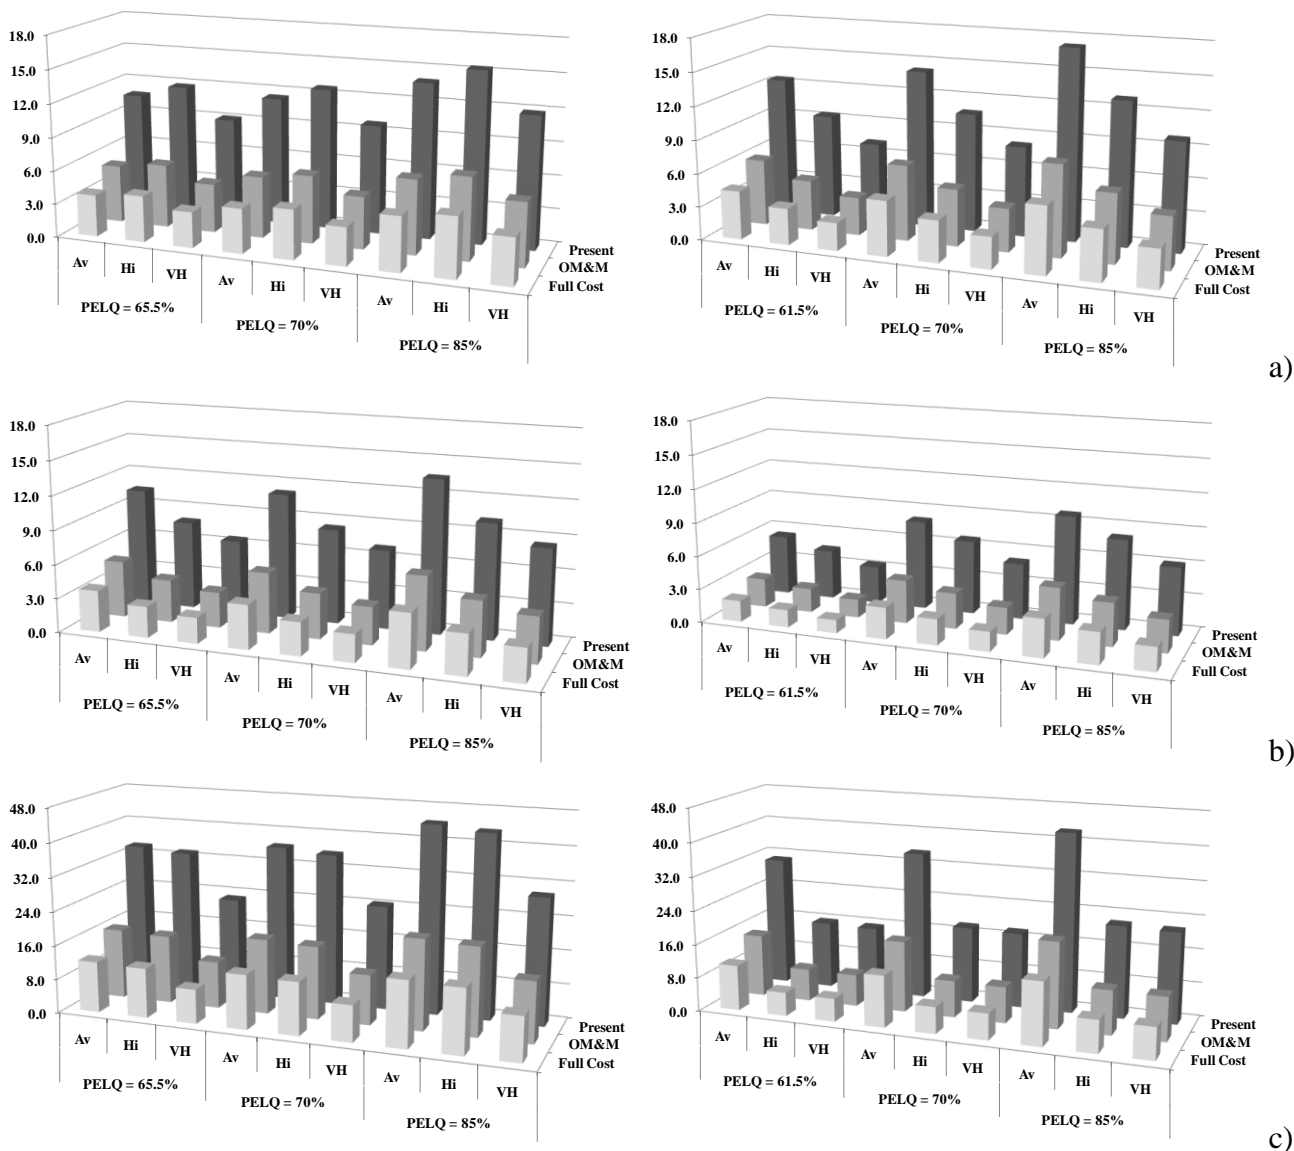 18.0
15.0
12.0
9.0
6.0
3.0
0.0
Av Hi VH Av Hi VH Av Hi VH
PELQ = 65.5% PELQ = 70% PELQ = 85%
Present
OM&M
Full Cost
18.0
15.0
12.0
9.0
6.0
3.0
0.0
Av Hi VH Av Hi VH Av Hi VH
PELQ = 61.5% PELQ = 70% PELQ = 85%
Present
OM&M
Full Cost
a)
18.0
15.0
12.0
9.0
6.0
3.0
0.0
Av Hi VH Av Hi VH Av Hi VH
PELQ = 65.5% PELQ = 70% PELQ = 85%
Present
OM&M
Full Cost
18.0
15.0
12.0
9.0
6.0
3.0
0.0
Av Hi VH Av Hi VH Av Hi VH
PELQ = 61.5% PELQ = 70% PELQ = 85%
Present
OM&M
Full Cost
b)
48.0
40.0
32.0
24.0
16.0
8.0
0.0
Av Hi VH Av Hi VH Av Hi VH
PELQ = 65.5% PELQ = 70% PELQ = 85%
Present
OM&M
Full Cost
48.0
40.0
32.0
24.0
16.0
8.0
0.0
Av Hi VH Av Hi VH Av Hi VH
PELQ = 61.5% PELQ = 70% PELQ = 85%
Present
OM&M
Full Cost
c)